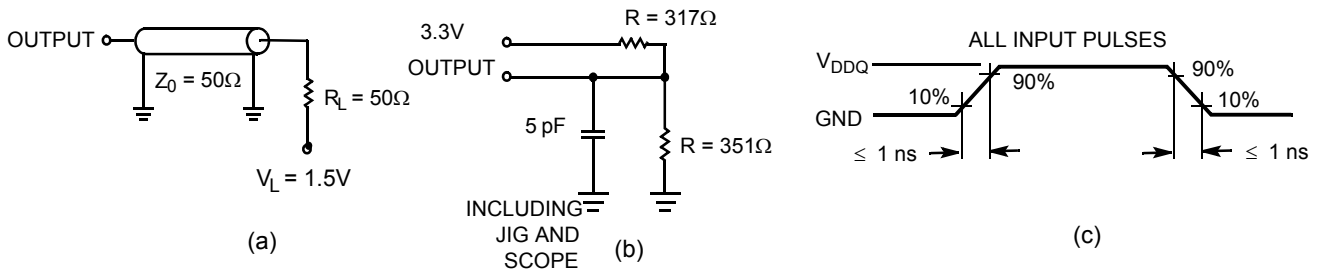 OUTPUT
Z0 = 50Ω
RL = 50Ω
VL = 1.5V
(a)
3.3V
R = 317Ω
OUTPUT
5 pF
R = 351Ω
INCLUDING
JIG AND
SCOPE
(b)
ALL INPUT PULSES
VDDQ
GND
10%
90%
90%
10%
≤ 1 ns
≤ 1 ns
(c)